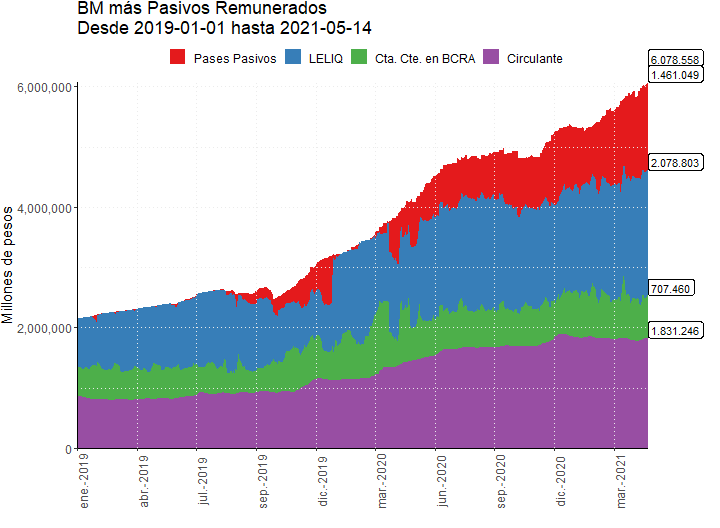 BM más Pasivos Remunerados
Desde 2019-01-01 hasta 2021-05-14
Pases Pasivos LELIQ Cta. Cte. en BCRA Circulante
6.078.558
1.461.049
2.078.803
707.460
1.831.246
Millones de pesos
6,000,000
4,000,000
2,000,000
0
ene.-2019 abr.-2019 jul.-2019 sep.-2019 dic.-2019 mar.-2020 jun.-2020 sep.-2020 dic.-2020 mar.-2021